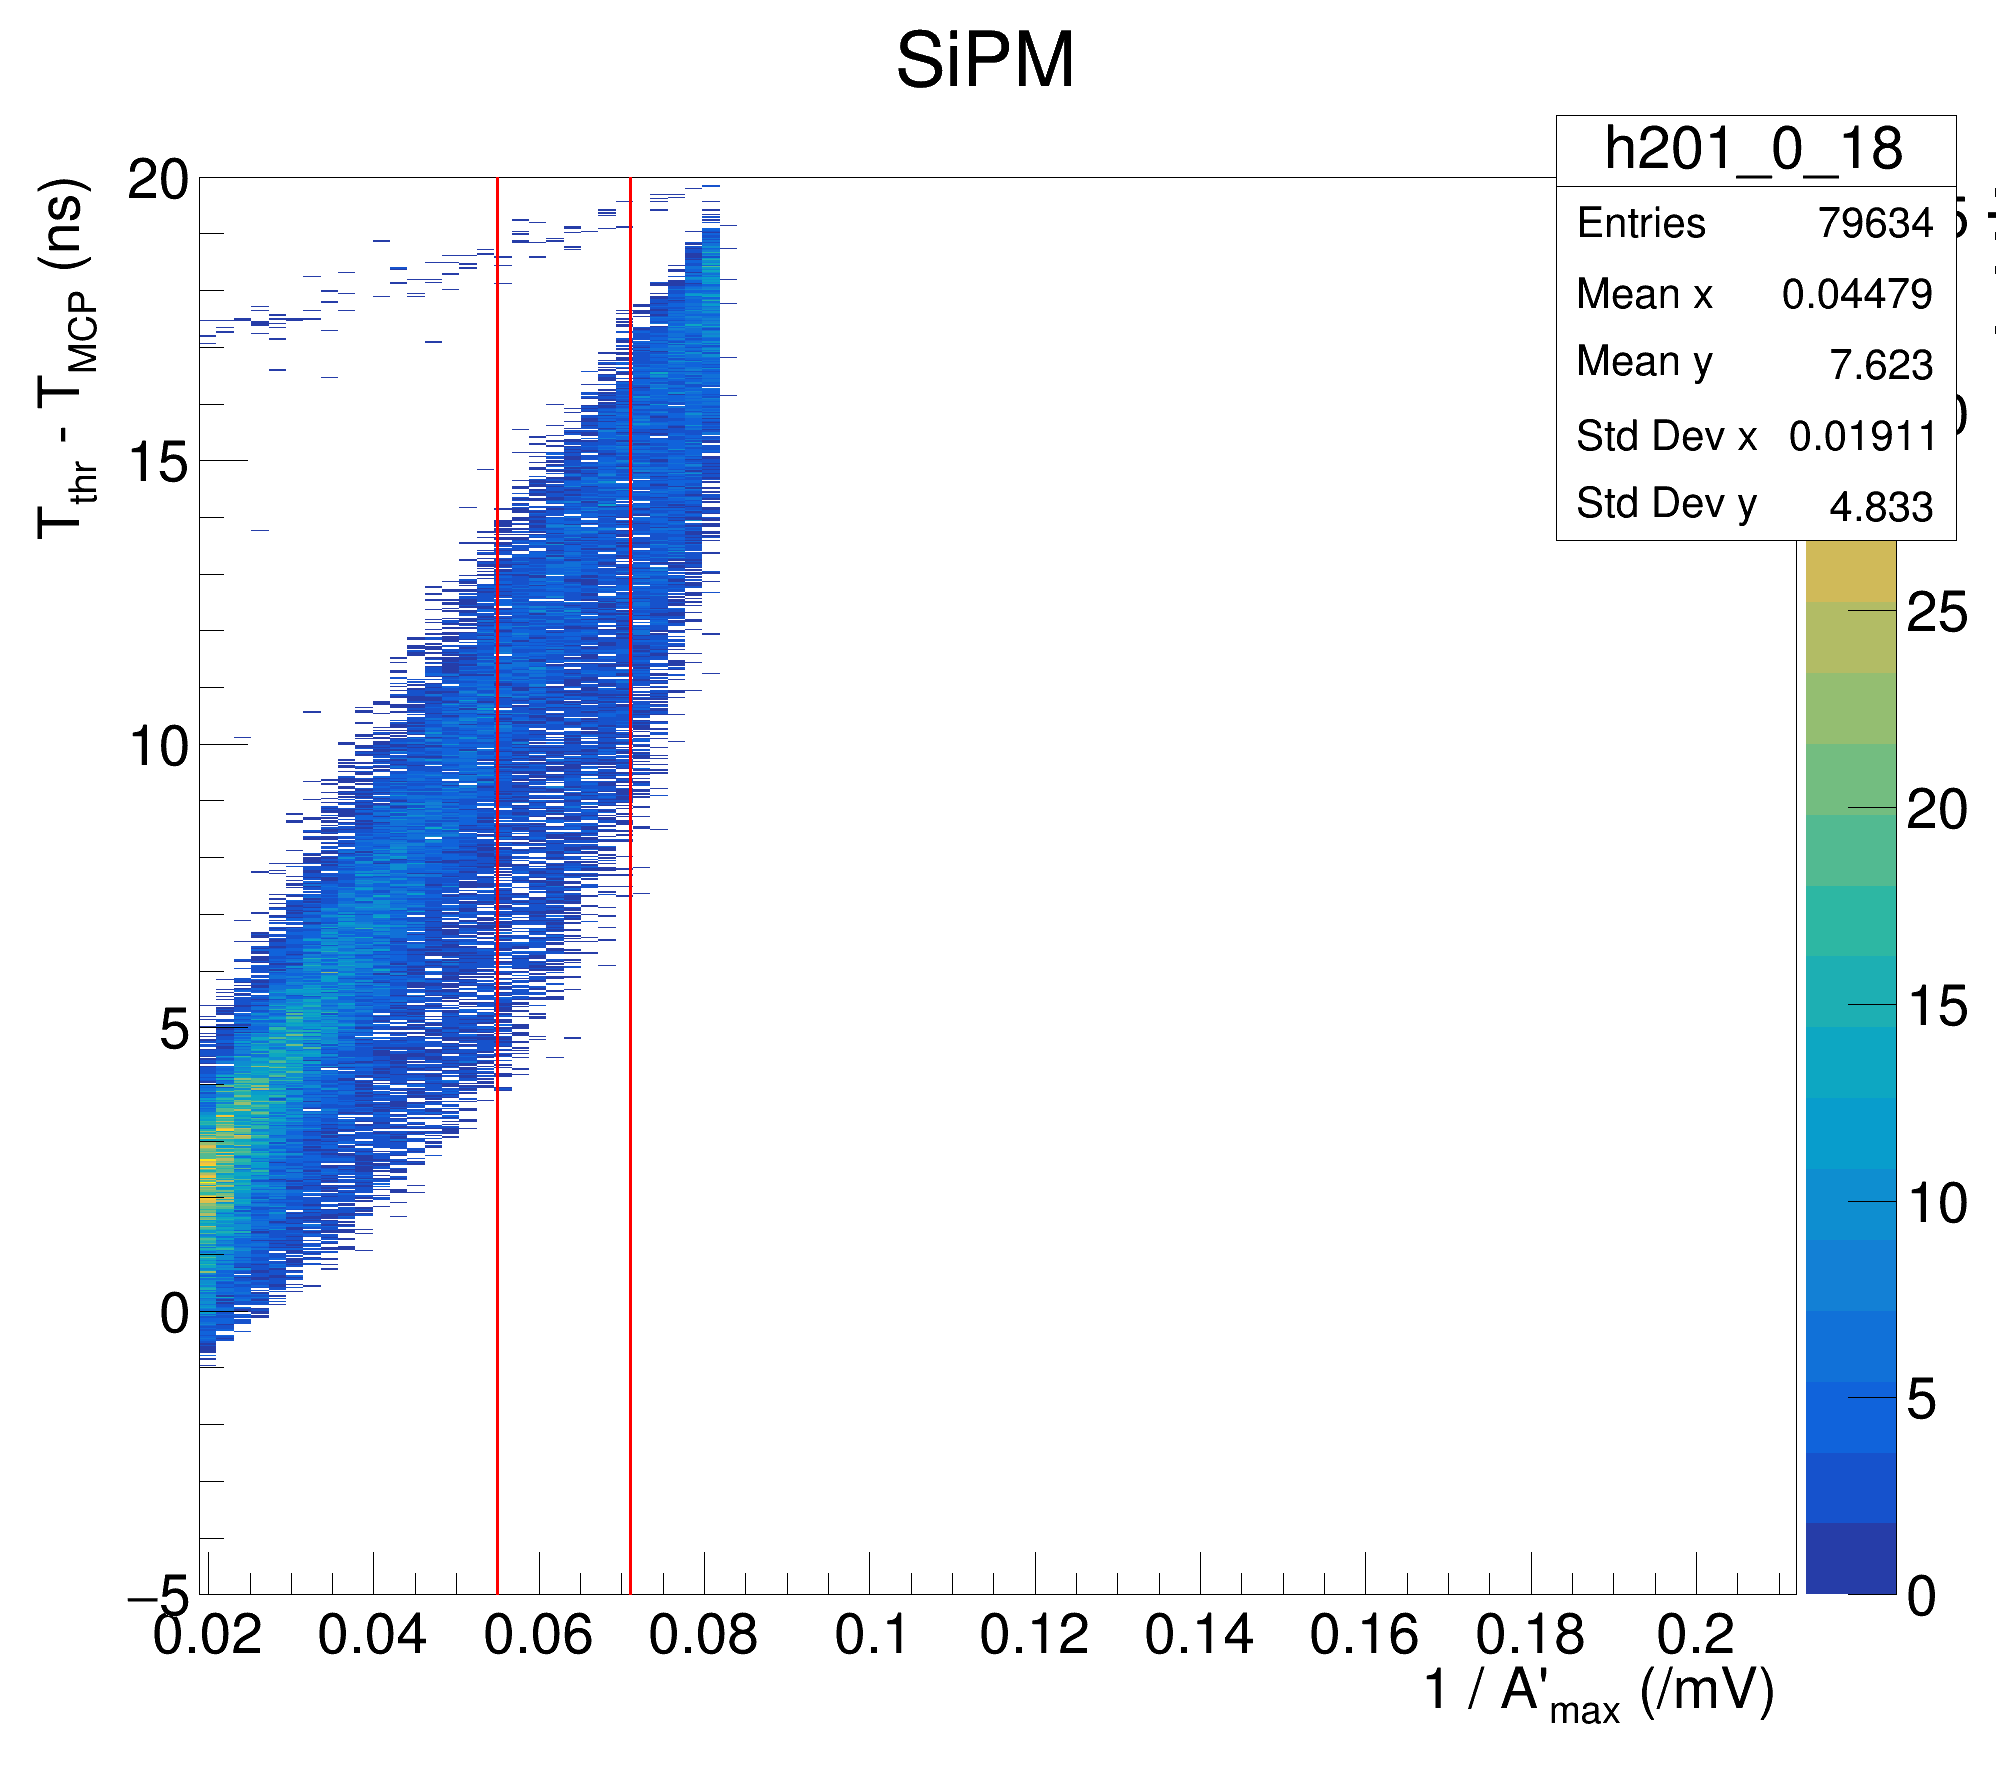 SiPM
h201_0_18
Entries 79634
Mean x 0.04479
Mean y 7.623
Std Dev x 0.01911
Std Dev y 4.833
T_thr - T_MCP (ns)
20
15
10
5
0
−5
0.02 0.04 0.06 0.08 0.1 0.12 0.14 0.16 0.18 0.2
1 / A'_max (/mV)
25
20
15
10
5
0